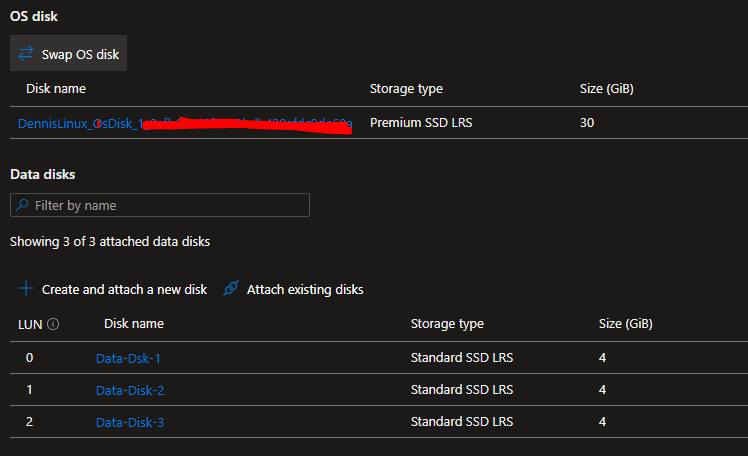 OS disk
Swap OS disk
Disk name Storage type Size (GiB)
DennisLinux_OsDisk_1 Premium SSD LRS 30
Data disks
Filter by name
Showing 3 of 3 attached data disks
Create and attach a new disk Attach existing disks
LUN Disk name Storage type Size (GiB)
0 Data-Dsk-1 Standard SSD LRS 4
1 Data-Disk-2 Standard SSD LRS 4
2 Data-Disk-3 Standard SSD LRS 4